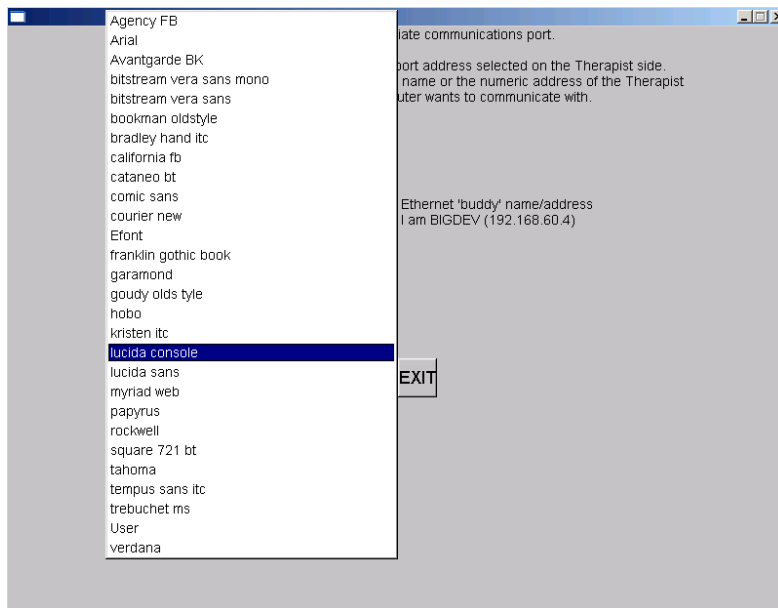 Agency FB
Arial
Avantgarde BK
bitstream vera sans mono
bitstream vera sans
bookman oldstyle
bradley hand itc
california fb
cataneo bt
comic sans
courier new
Efont
franklin gothic book
garamond
goudy olds tyle
hobo
kristen itc
lucida console
lucida sans
myriad web
papyrus
rockwell
square 721 bt
tahoma
tempus sans itc
trebuchet ms
User
verdana
communications port.
port address selected on the Therapist side.
name or the numeric address of the Therapist
wants to communicate with.
Ethernet 'buddy' name/address
I am BIGDEV (192.168.60.4)
EXIT